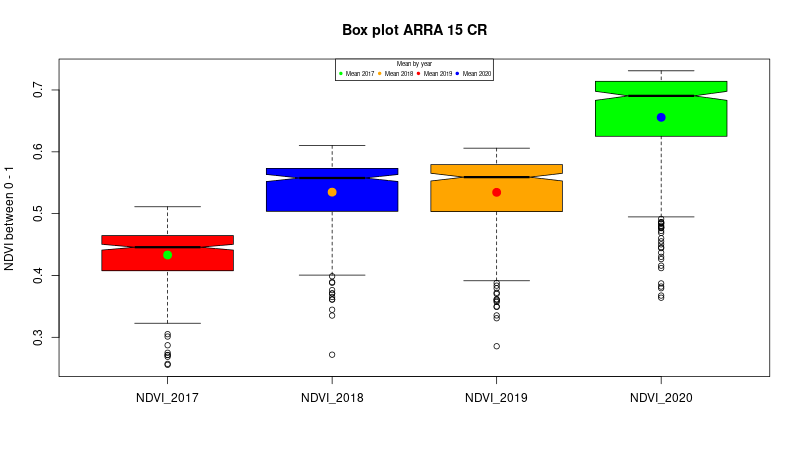 Box plot ARRA 15 CR
Mean by year
Mean 2017 Mean 2018 Mean 2019 Mean 2020
NDVI between 0 - 1
0.7
0.6
0.5
0.4
0.3
NDVI_2017 NDVI_2018 NDVI_2019 NDVI_2020